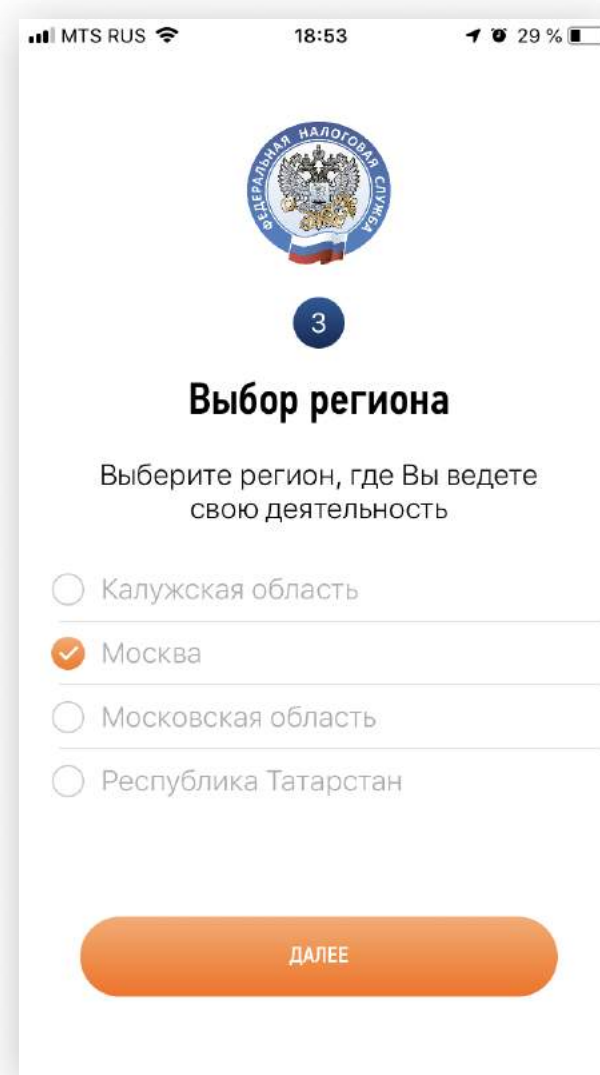 MTS RUS 18:53 29 %
ФЕДЕРАЛЬНАЯ НАЛОГОВАЯ СЛУЖБА
3
Выбор региона
Выберите регион, где Вы ведете
свою деятельность
Калужская область
Москва
Московская область
Республика Татарстан
ДАЛЕЕ